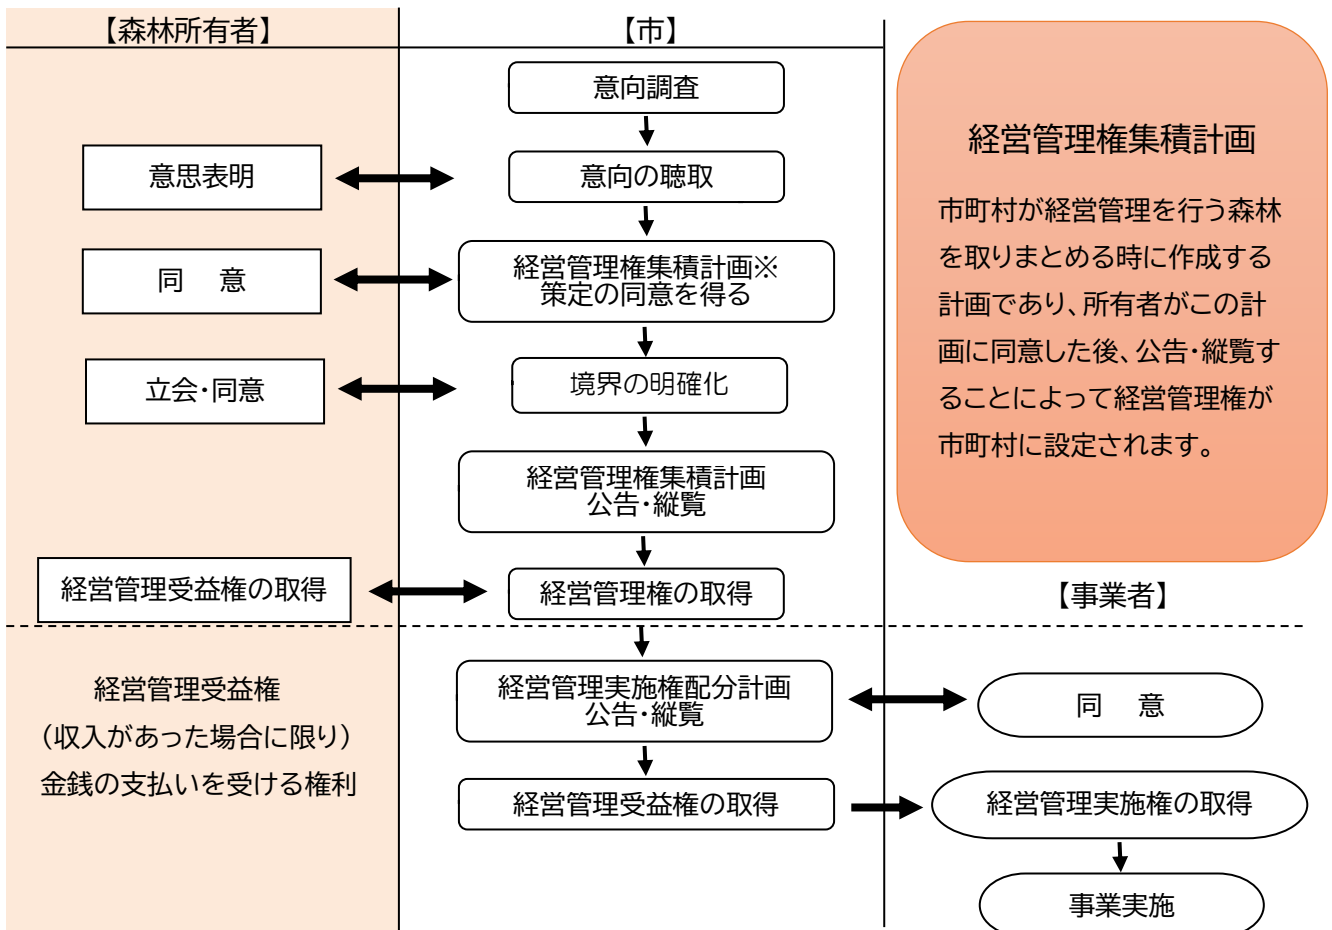 【森林所有者】
【市】
意向調査
意思表明
意向の聴取
同　意
経営管理権集積計画※
策定の同意を得る
立会・同意
境界の明確化
経営管理権集積計画
公告・縦覧
経営管理受益権の取得
経営管理権の取得
経営管理権集積計画
市町村が経営管理を行う森林
を取りまとめる時に作成する
計画であり、所有者がこの計
画に同意した後、公告・縦覧す
ることによって経営管理権が
市町村に設定されます。
【事業者】
経営管理受益権
（収入があった場合に限り）
金銭の支払いを受ける権利
経営管理実施権配分計画
公告・縦覧
同　意
経営管理受益権の取得
経営管理実施権の取得
事業実施